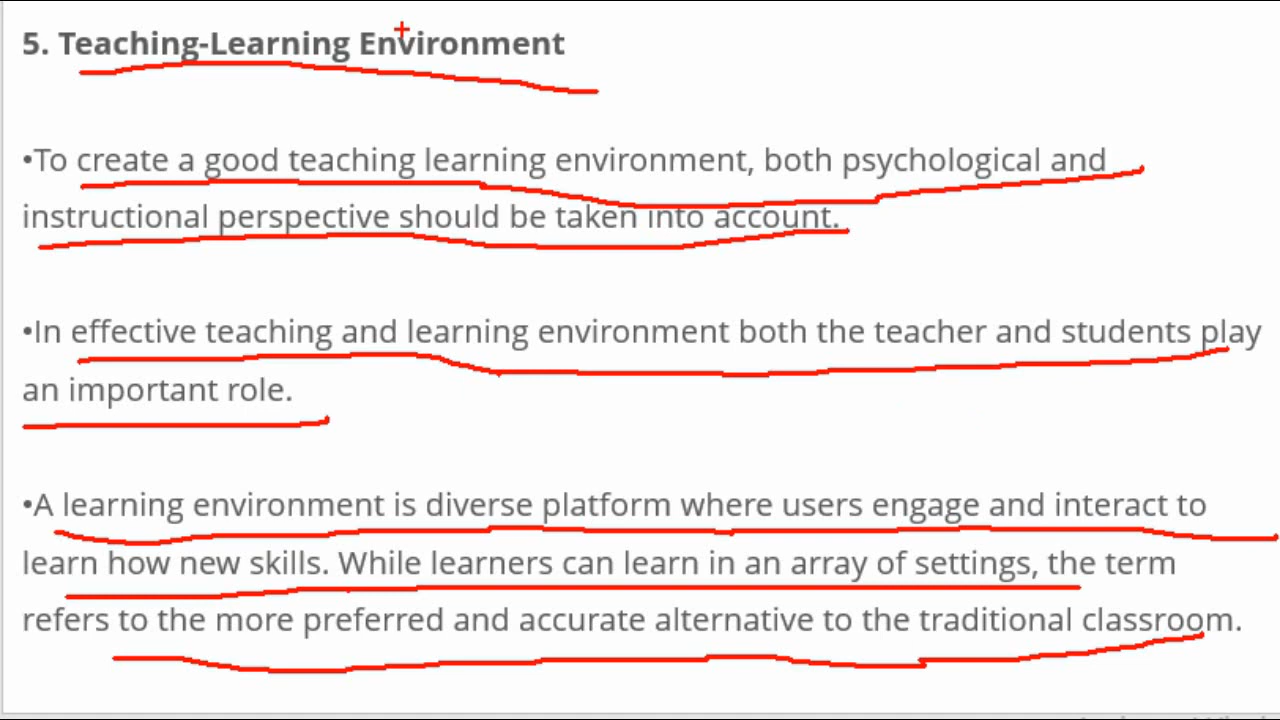 5. Teaching-Learning Environment
•To create a good teaching learning environment, both psychological and
instructional perspective should be taken into account.
•In effective teaching and learning environment both the teacher and students play
an important role.
•A learning environment is diverse platform where users engage and interact to
learn how new skills. While learners can learn in an array of settings, the term
refers to the more preferred and accurate alternative to the traditional classroom.